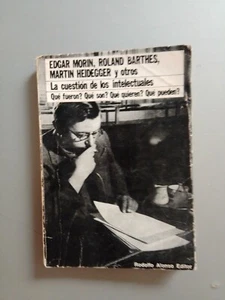 EDGAR MORIN, ROLAND BARTHES,
MARTIN HEIDEGGER y otros
La cuestión de los intelectuales
Qué fueron? Qué son? Qué quieren? Qué pueden?
Rodolfo Alonso Editor